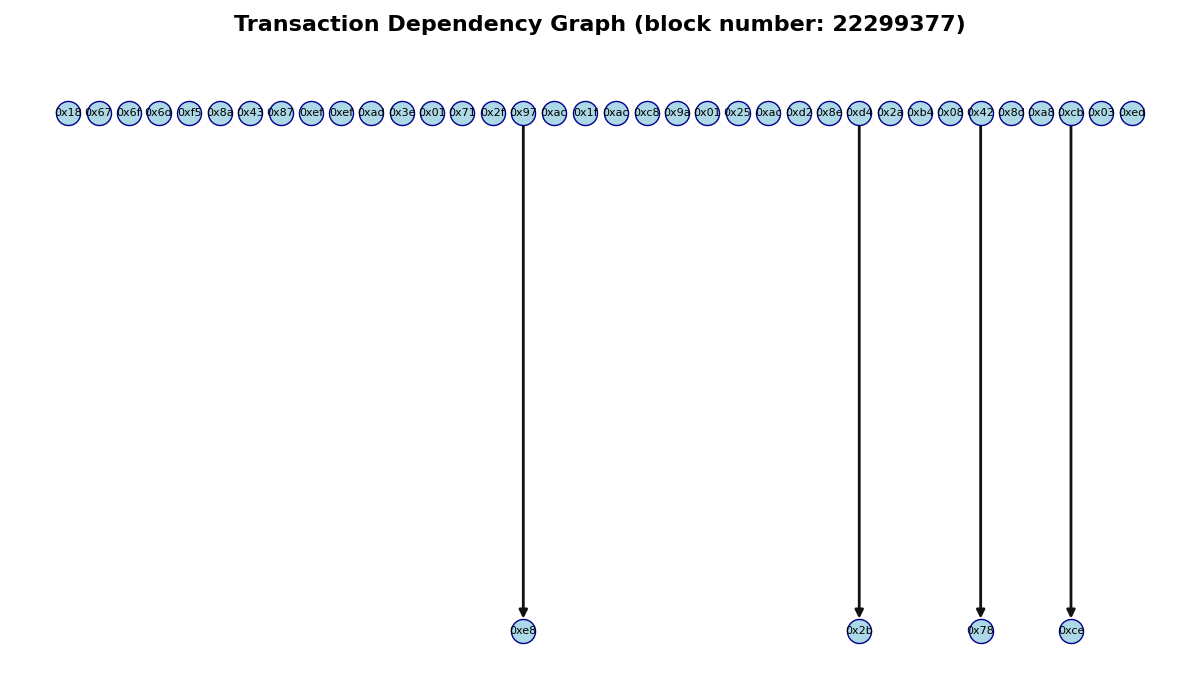 Transaction Dependency Graph (block number: 22299377)
0x18 0x67 0x6f 0x6d 0xf5 0x8a 0x43 0x87 0xef 0xef 0xad 0x3e 0x01 0x71 0x2f 0x97 0xac 0x1f 0xac 0xc8 0x9a 0x01 0x25 0xac 0xd2 0x8e 0xd4 0x2a 0xb4 0x08 0x42 0x8d 0xa8 0xcb 0x03 0xed
0xe8 0x2b 0x78 0xce